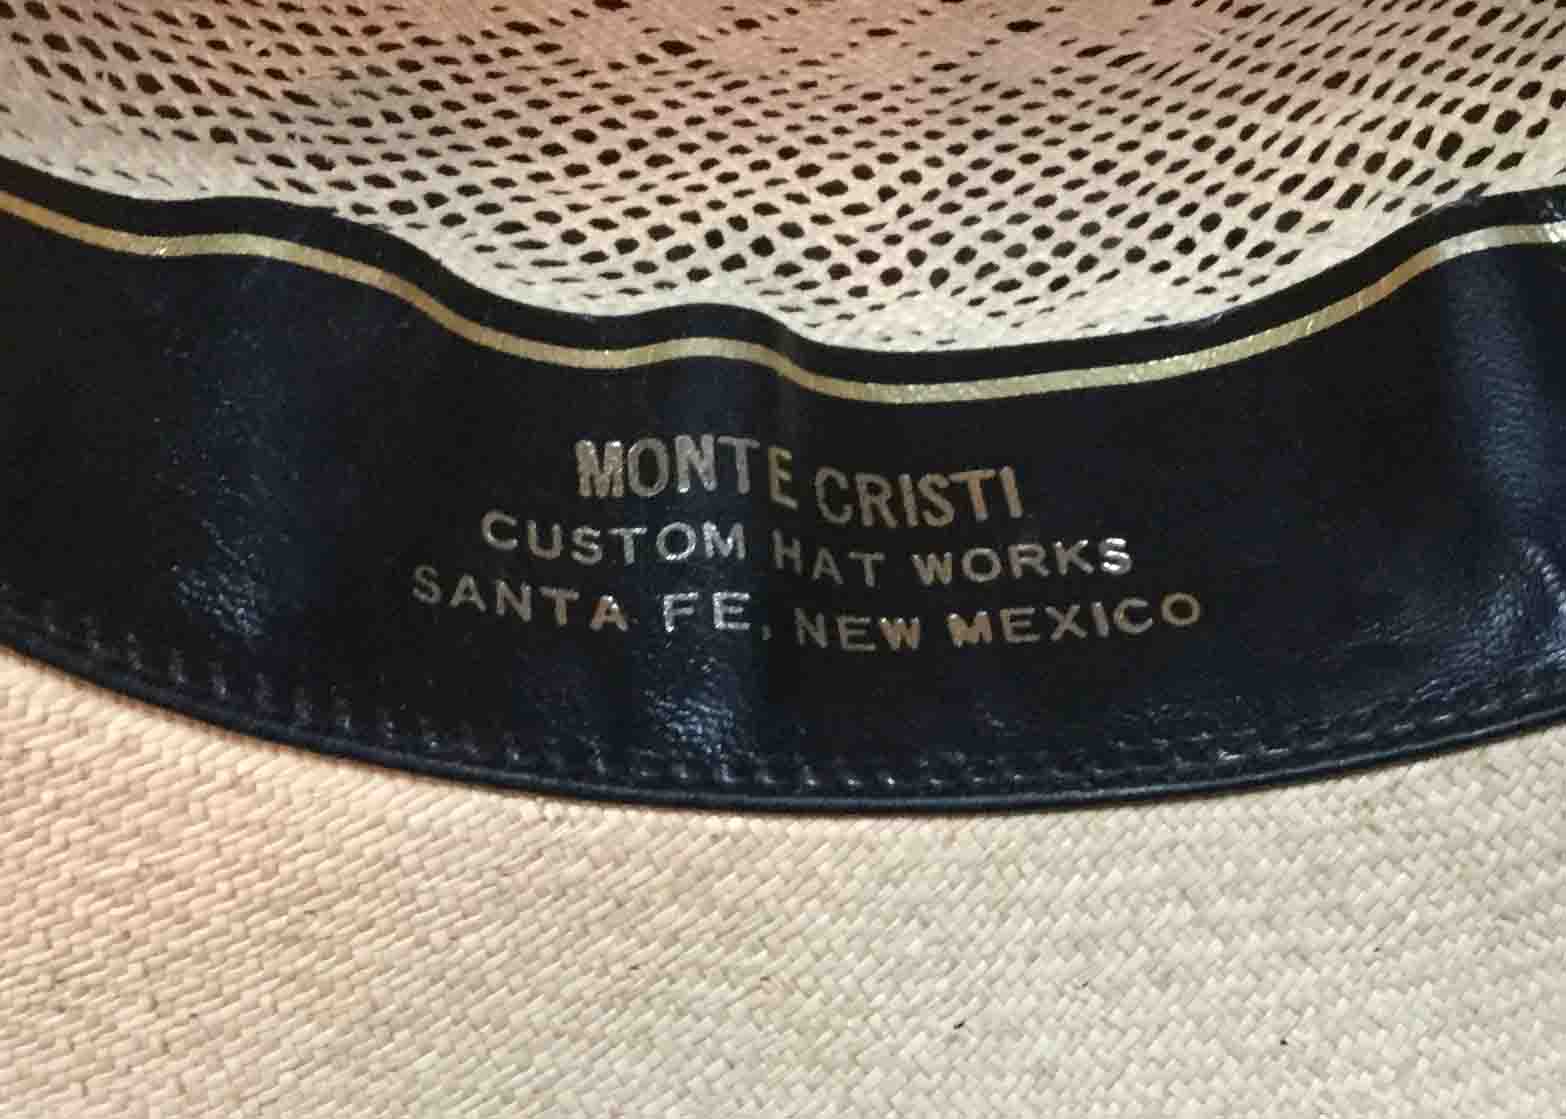 MONTE CRISTI
CUSTOM HAT WORKS
SANTA FE, NEW MEXICO